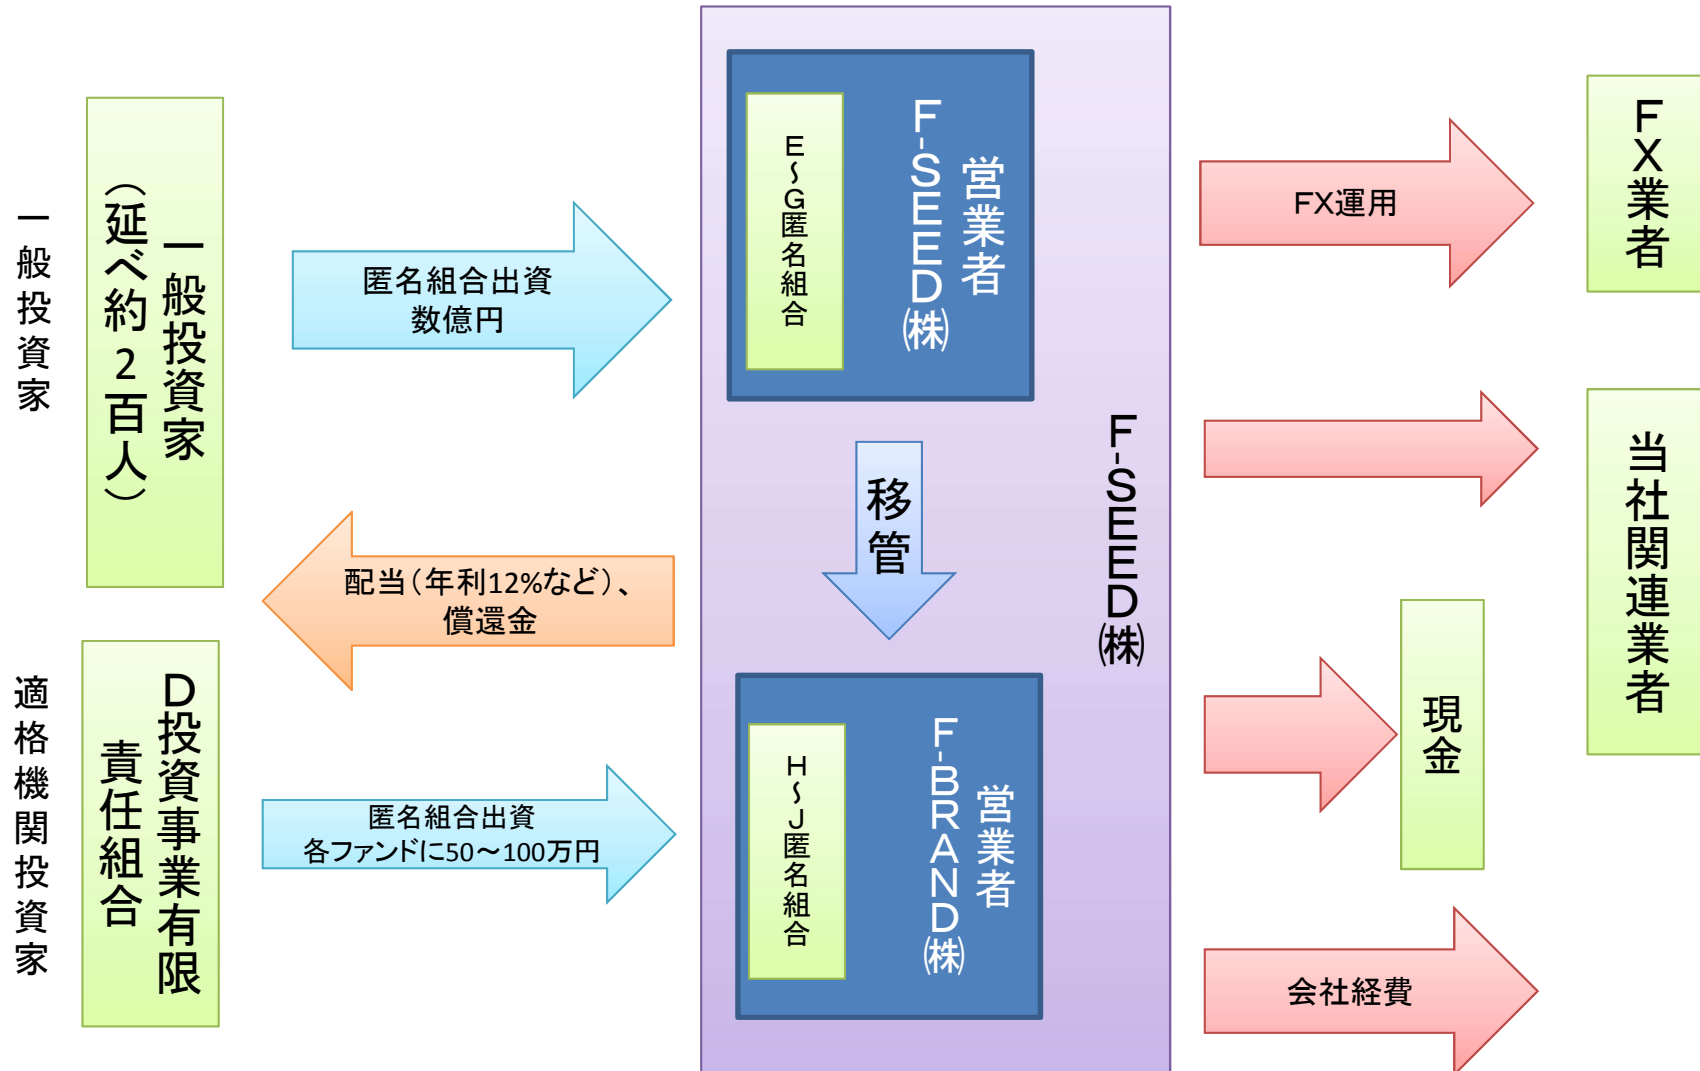 一般投資家
一般投資家
（延べ約２百人）
適格機関投資家
D投資事業有限
責任組合
匿名組合出資
数億円
配当（年利12%など）、
償還金
匿名組合出資
各ファンドに50～100万円
営業者
F-SEED㈱
E～G匿名組合
移管
F-SEED㈱
営業者
F-BRAND㈱
H～J匿名組合
FX運用
会社経費
FX業者
当社関連業者
現金